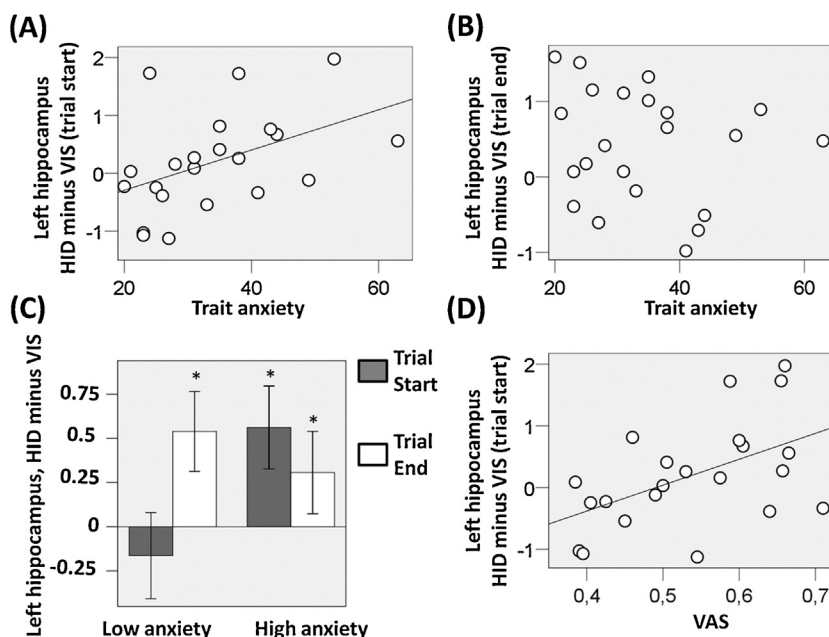 (A)
Left hippocampus
HID minus VIS (trial start)
2
1
0
-1
20
40
60
Trait anxiety
(B)
Left hippocampus
HID minus VIS (trial end)
1
0
-1
20
40
60
Trait anxiety
(C)
Left hippocampus, HID minus VIS
0.75
0.5
0.25
0
-0.25
*
*
*
Low anxiety
High anxiety
Trial
Start
Trial
End
(D)
Left hippocampus
HID minus VIS (trial start)
2
1
0
-1
0,4
0,5
0,6
0,7
VAS